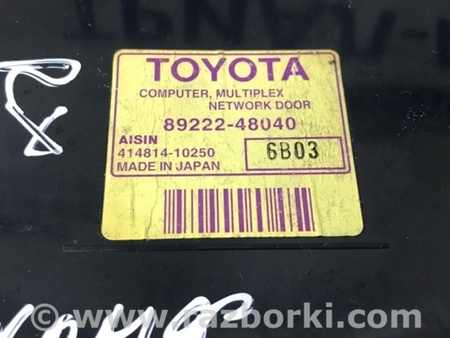 TOYOTA
COMPUTER, MULTIPLEX
NETWORK DOOR
89222-48040
AISIN
414814-10250
6B03
MADE IN JAPAN
www.razborki.com